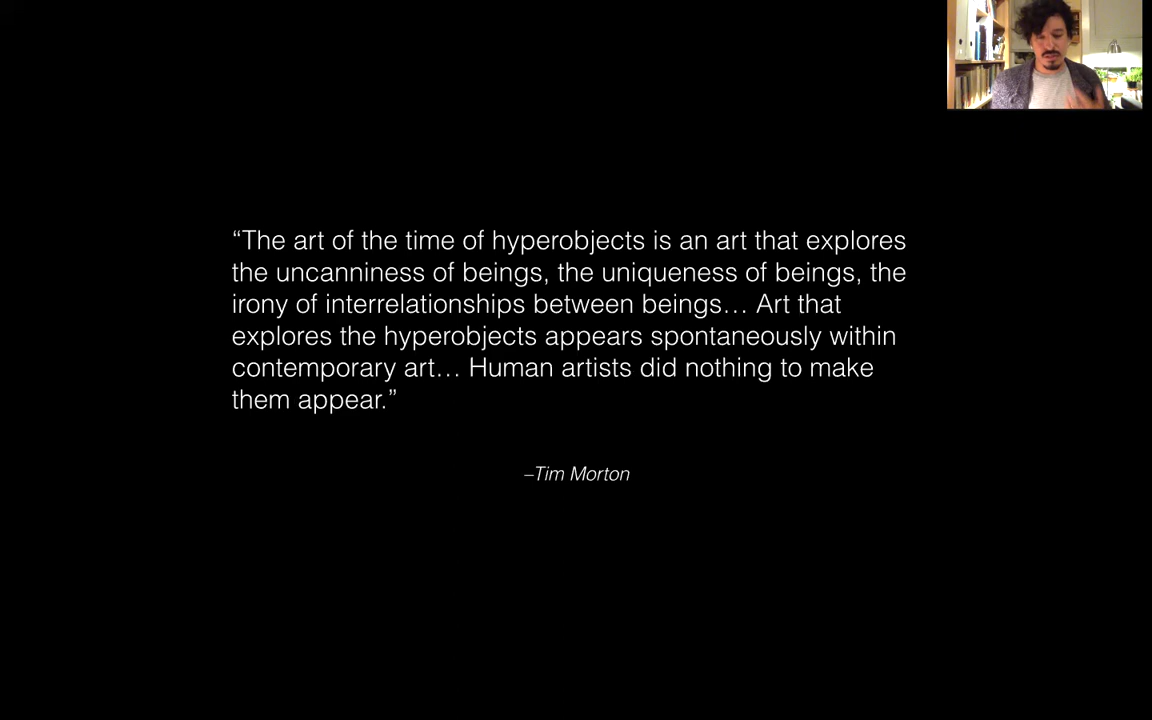 “The art of the time of hyperobjects is an art that explores
the uncanniness of beings, the uniqueness of beings, the
irony of interrelationships between beings… Art that
explores the hyperobjects appears spontaneously within
contemporary art… Human artists did nothing to make
them appear.”
–Tim Morton